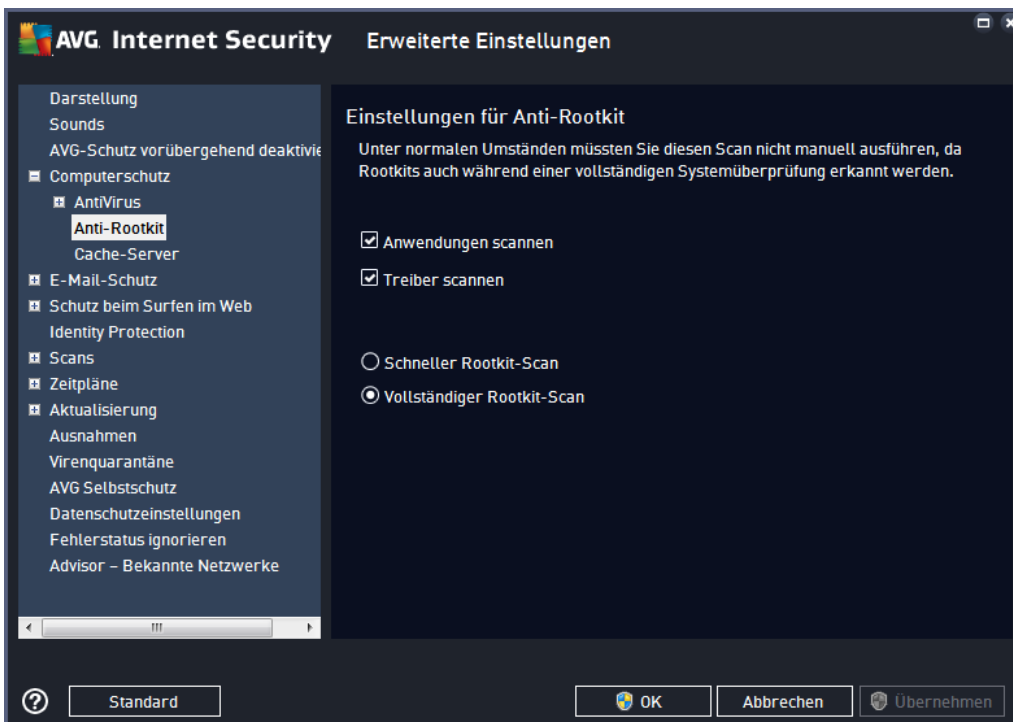 AVG. Internet Security Erweiterte Einstellungen
Darstellung
Sounds
AVG-Schutz vorübergehend deaktivie
Computerschutz
AntiVirus
Anti-Rootkit
Cache-Server
E-Mail-Schutz
Schutz beim Surfen im Web
Identity Protection
Scans
Zeitpläne
Aktualisierung
Ausnahmen
Virenquarantäne
AVG Selbstschutz
Datenschutzeinstellungen
Fehlerstatus ignorieren
Advisor – Bekannte Netzwerke
Einstellungen für Anti-Rootkit
Unter normalen Umständen müssten Sie diesen Scan nicht manuell ausführen, da
Rootkits auch während einer vollständigen Systemüberprüfung erkannt werden.
Anwendungen scannen
Treiber scannen
Schneller Rootkit-Scan
Vollständiger Rootkit-Scan
? Standard OK Abbrechen Übernehmen